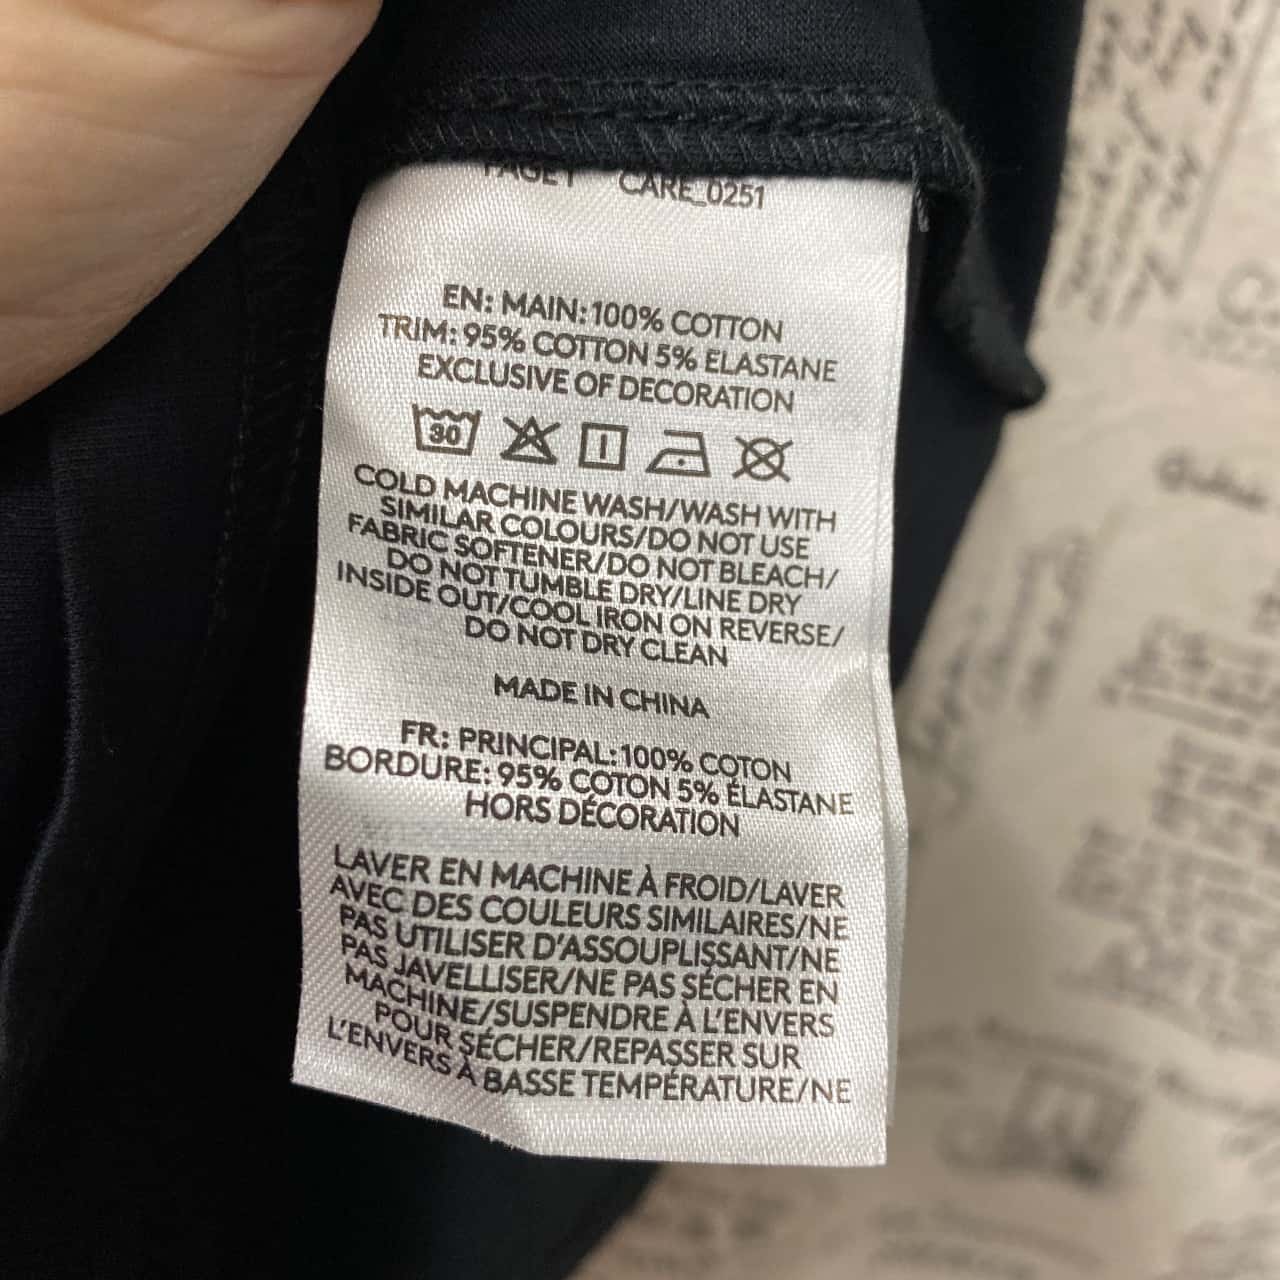 PAGE 1 CARE_0251
EN: MAIN: 100% COTTON
TRIM: 95% COTTON 5% ELASTANE
EXCLUSIVE OF DECORATION
30
COLD MACHINE WASH/WASH WITH
SIMILAR COLOURS/DO NOT USE
FABRIC SOFTENER/DO NOT BLEACH/
DO NOT TUMBLE DRY/LINE DRY
INSIDE OUT/COOL IRON ON REVERSE/
DO NOT DRY CLEAN
MADE IN CHINA
FR: PRINCIPAL: 100% COTON
BORDURE: 95% COTON 5% ÉLASTANE
HORS DÉCORATION
LAVER EN MACHINE À FROID/LAVER
AVEC DES COULEURS SIMILAIRES/NE
PAS UTILISER D'ASSOUPLISSANT/NE
PAS JAVELLISER/NE PAS SÉCHER EN
MACHINE/SUSPENDRE À L'ENVERS
POUR SÉCHER/REPASSER SUR
L'ENVERS À BASSE TEMPÉRATURE/NE